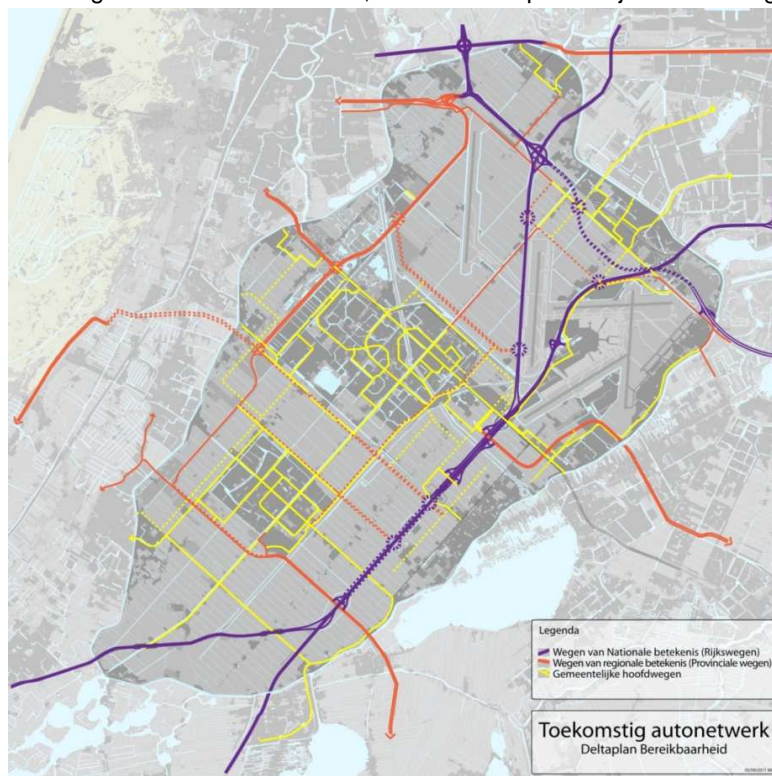 Legenda
Wegen van Nationale betekenis (Rijkswegen)
Wegen van regionale betekenis (Provinciale wegen)
Gemeentelijke hoofdwegen
Toekomstig autonetwerk
Deltaplan Bereikbaarheid